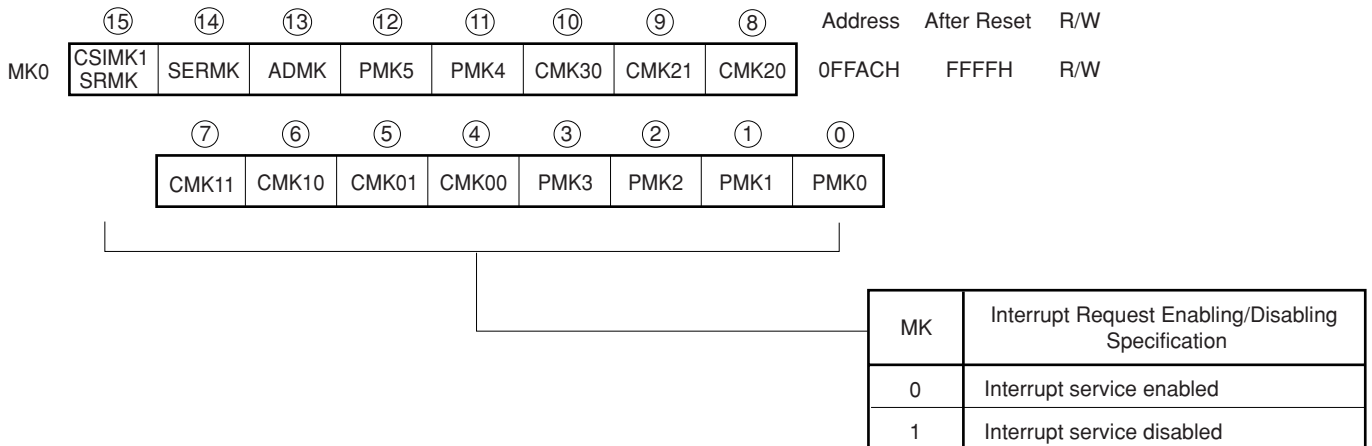 15 14 13 12 11 10 9 8 Address After Reset R/W
MK0 CSIMK1 SRMK SERMK ADMK PMK5 PMK4 CMK30 CMK21 CMK20 0FFACH FFFFH R/W
7 6 5 4 3 2 1 0
CMK11 CMK10 CMK01 CMK00 PMK3 PMK2 PMK1 PMK0
MK Interrupt Request Enabling/Disabling Specification
0 Interrupt service enabled
1 Interrupt service disabled